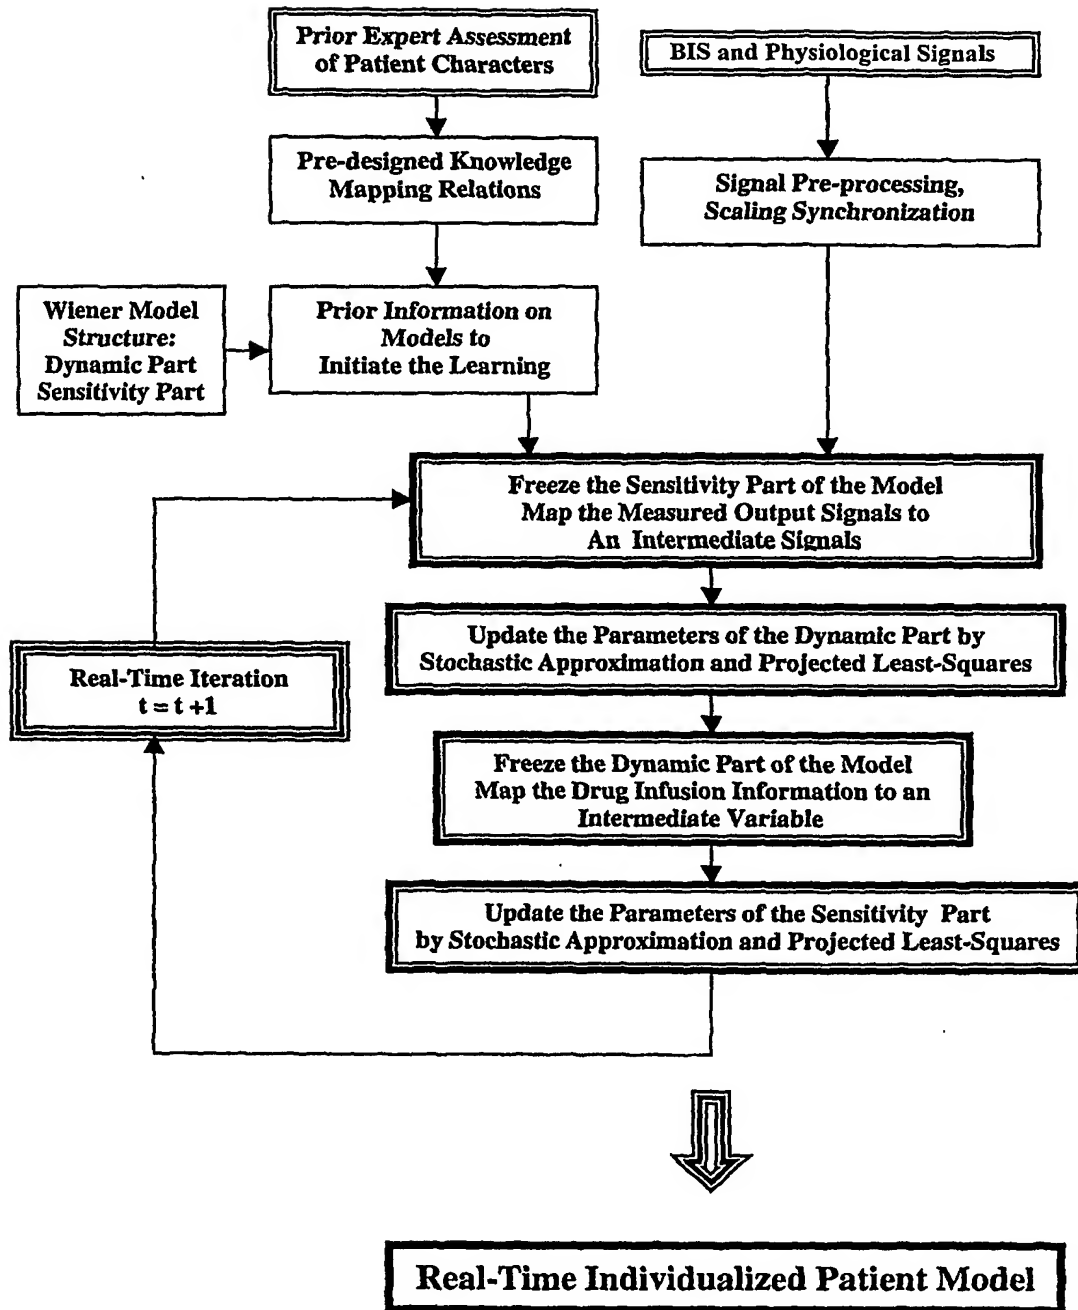 Prior Expert Assessment
of Patient Characters
BIS and Physiological Signals
Pre-designed Knowledge
Mapping Relations
Signal Pre-processing,
Scaling Synchronization
Wiener Model
Structure:
Dynamic Part
Sensitivity Part
Prior Information on
Models to
Initiate the Learning
Freeze the Sensitivity Part of the Model
Map the Measured Output Signals to
An Intermediate Signals
Update the Parameters of the Dynamic Part by
Stochastic Approximation and Projected Least-Squares
Real-Time Iteration
t = t +1
Freeze the Dynamic Part of the Model
Map the Drug Infusion Information to an
Intermediate Variable
Update the Parameters of the Sensitivity Part
by Stochastic Approximation and Projected Least-Squares
Real-Time Individualized Patient Model